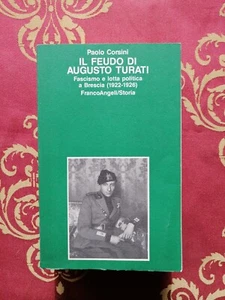 Paolo Corsini
IL FEUDO DI
AUGUSTO TURATI
Fascismo e lotta politica
a Brescia (1922-1926)
FrancoAngeli/Storia